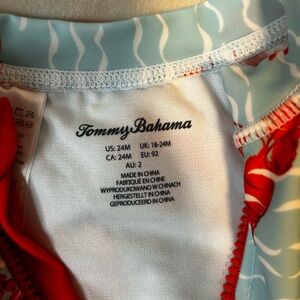 Tommy Bahama
US: 24M UK: 18-24M
CA: 24M EU: 92
AU: 2
MADE IN CHINA
FABRIQUÉ EN CHINE
WYPRODUKOWANO W CHINACH
HERGESTELLT IN CHINA
GEPRODUCEERD IN CHINA